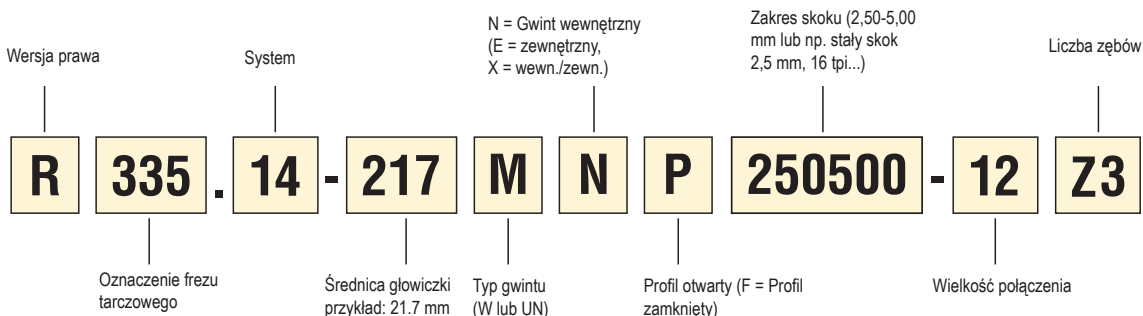 Wersja prawa
System
N = Gwint wewnętrzny
(E = zewnętrzny,
X = wewn./zewn.)
Zakres skoku (2,50-5,00
mm lub np. stały skok
2,5 mm, 16 tpi...)
Liczba zębów
R 335 . 14 - 217 M N P 250500 - 12 Z3
Oznaczenie frezu
tarczowego
Średnica głowiczki
przykład: 21.7 mm
Typ gwintu
(W lub UN)
Profil otwarty (F = Profil
zamkniety)
Wielkość połączenia